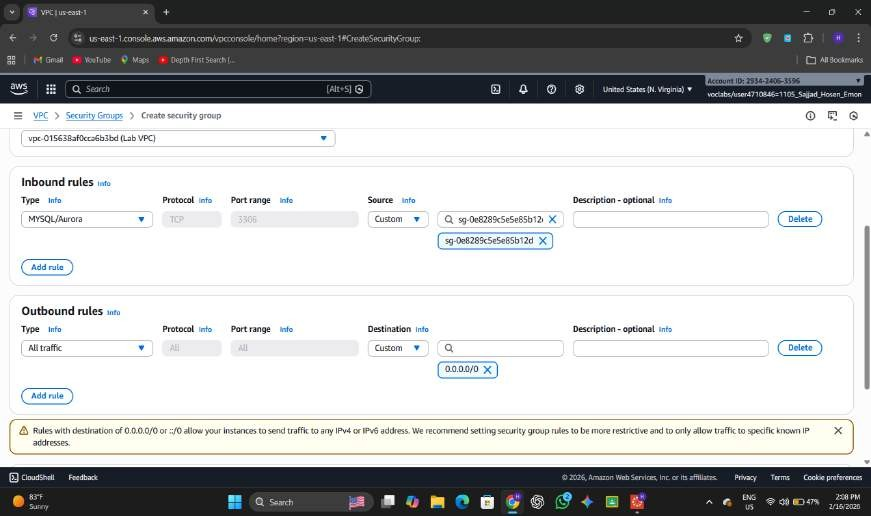 VPC | us-east-1
us-east-1.console.aws.amazon.com/vpcconsole/home?region=us-east-1#CreateSecurityGroup:
Gmail YouTube Maps Depth First Search (... All Bookmarks
aws Search [Alt+S] United States (N. Virginia) Account ID: 2934-2406-3596
voclabs/user4710846=1105_Sajjad_Hosen_Emon
VPC > Security Groups > Create security group
vpc-015638af0cca6b3bd (Lab VPC)
Inbound rules Info
Type Info Protocol Info Port range Info Source Info Description - optional Info
MYSQL/Aurora TCP 3306 Custom sg-0e8289c5e5e85b12 Delete
sg-0e8289c5e5e85b12d
Add rule
Outbound rules Info
Type Info Protocol Info Port range Info Destination Info Description - optional Info
All traffic All All Custom Delete
0.0.0.0/0
Add rule
Rules with destination of 0.0.0.0/0 or ::/0 allow your instances to send traffic to any IPv4 or IPv6 address. We recommend setting security group rules to be more restrictive and to only allow traffic to specific known IP
addresses.
CloudShell Feedback © 2026, Amazon Web Services, Inc. or its affiliates. Privacy Terms Cookie preferences
83°F
Sunny
Search
2
ENG
US
47%
2:08 PM
2/16/2026